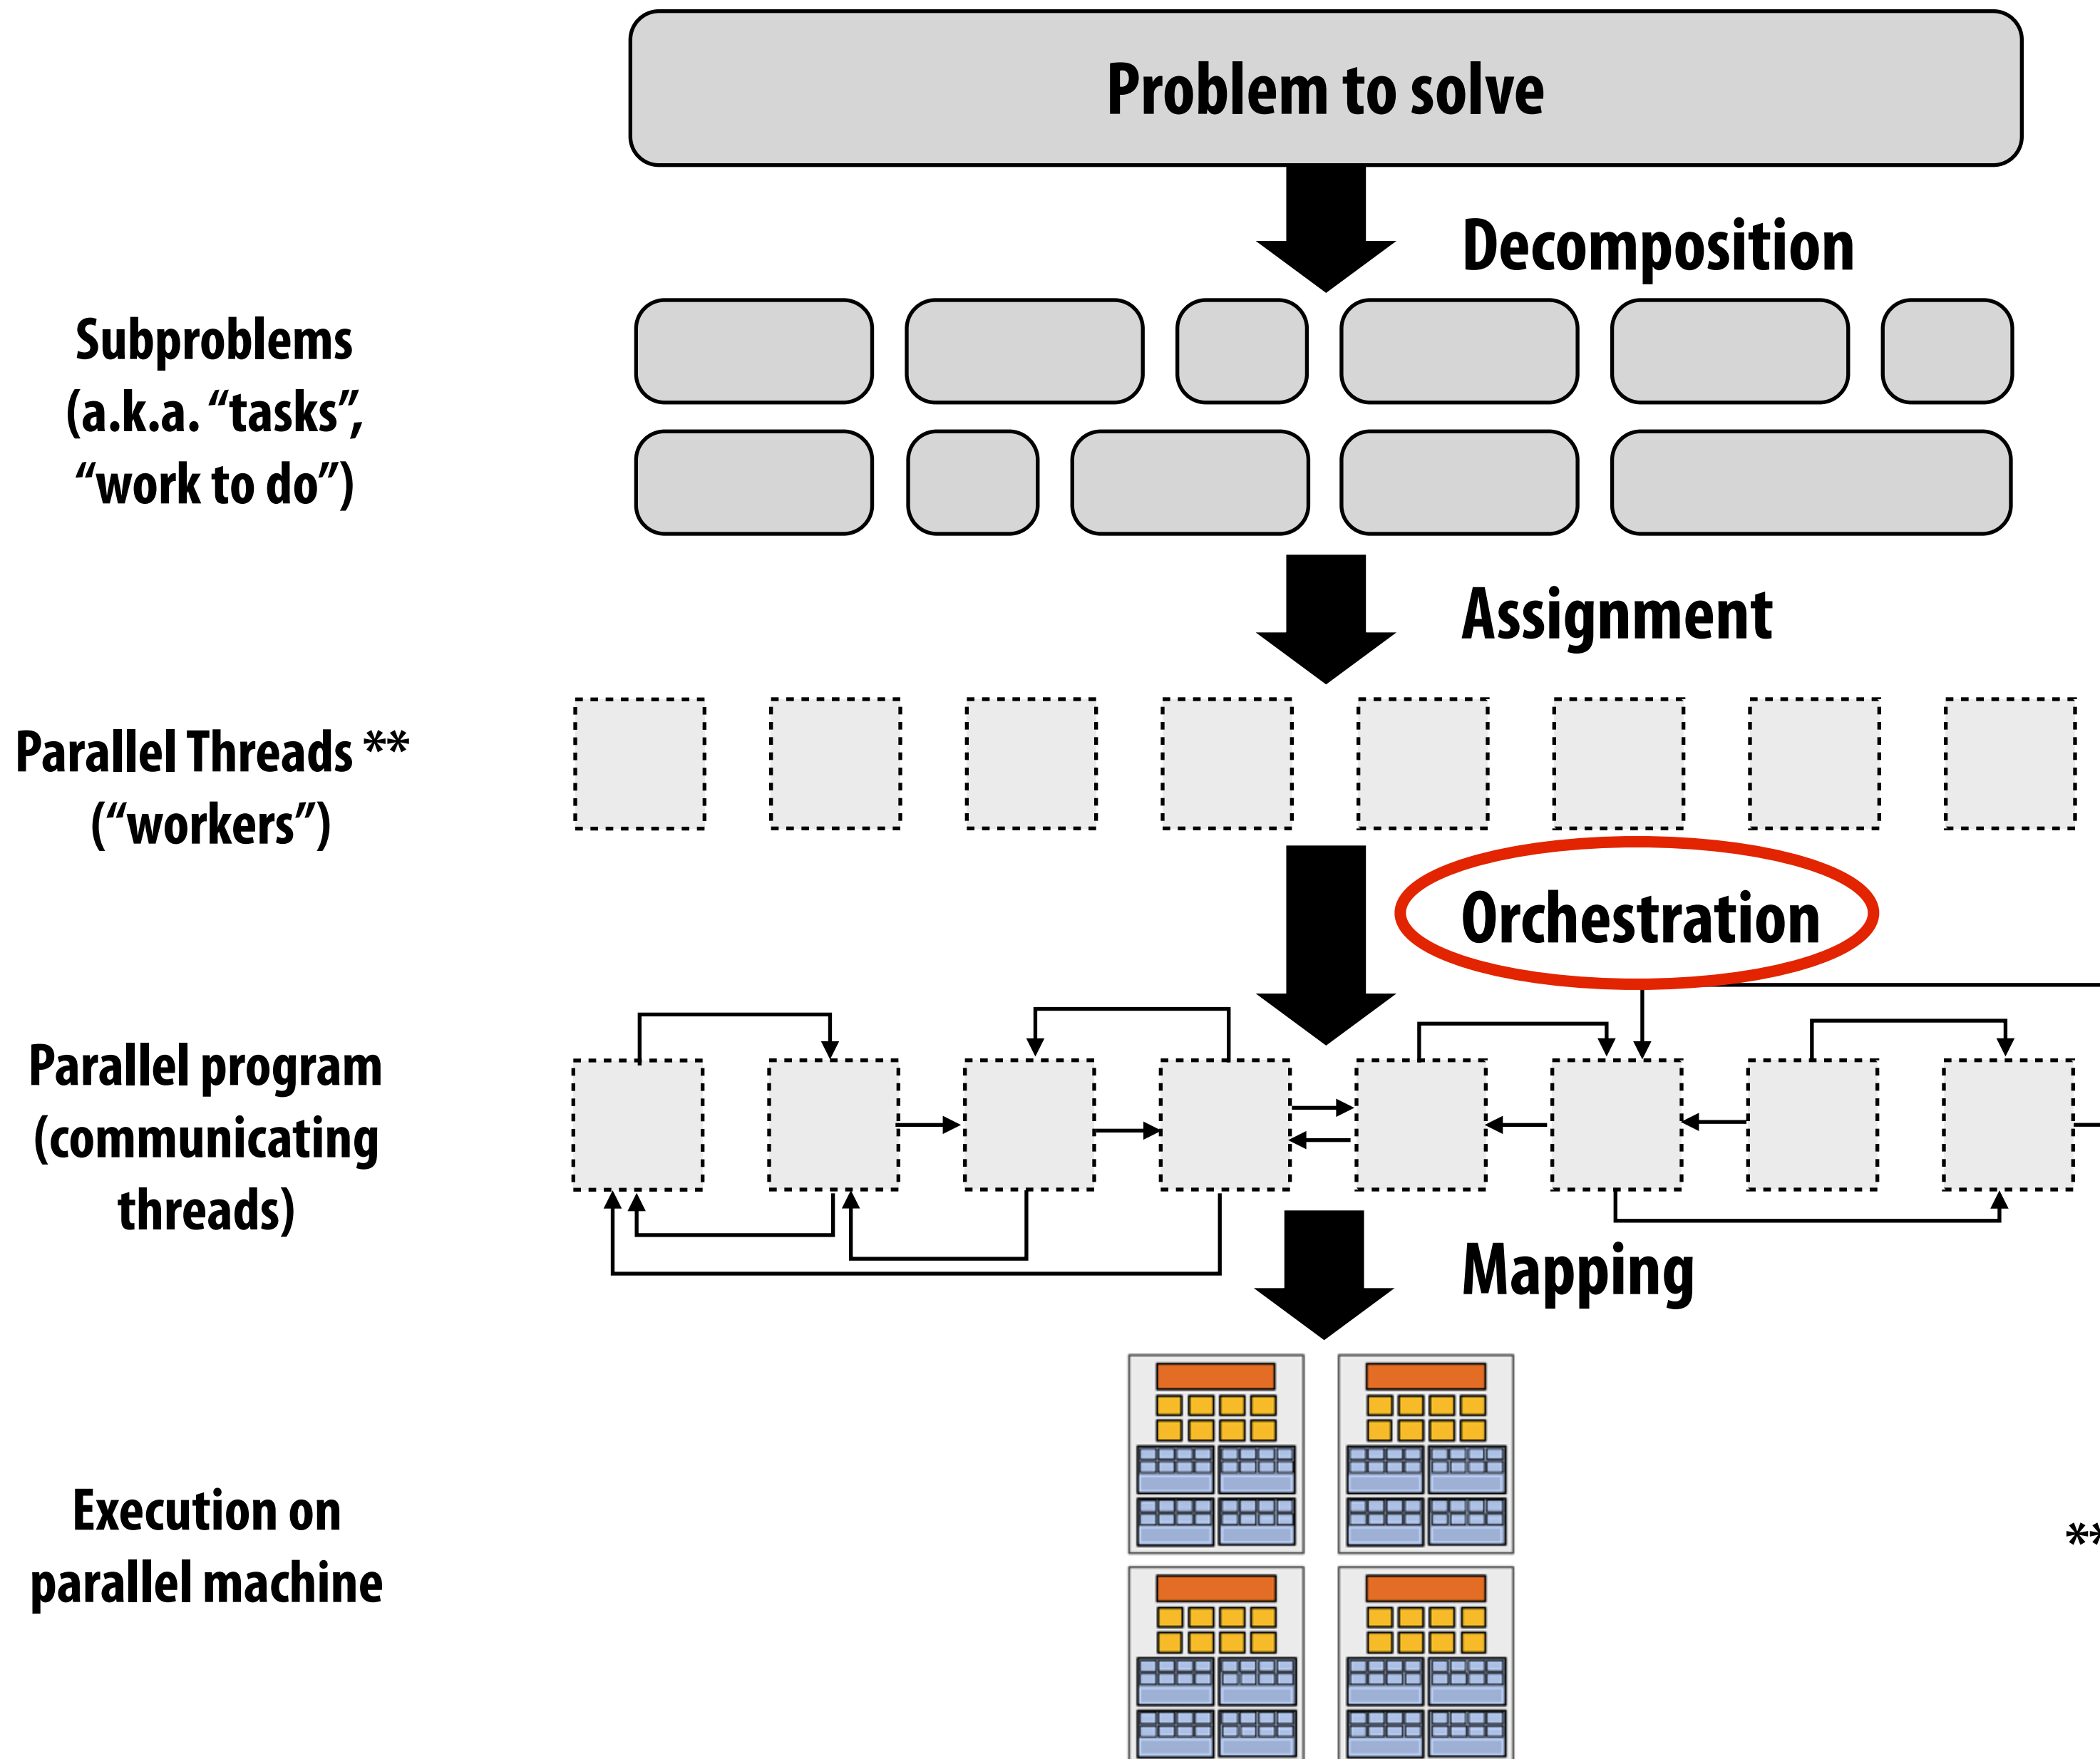 Problem to solve
Decomposition
Subproblems
(a.k.a. “tasks”,
“work to do”)
Assignment
Parallel Threads **
(“workers”)
Orchestration
Parallel program
(communicating
threads)
Mapping
Execution on
parallel machine
**